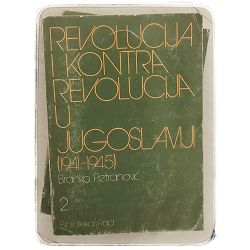 REVOLUCIJA
I KONTRA
REVOLUCIJA
U
JUGOSLAVIJI
(1941-1945)
Branko Petranović
2
Biblioteka Rad